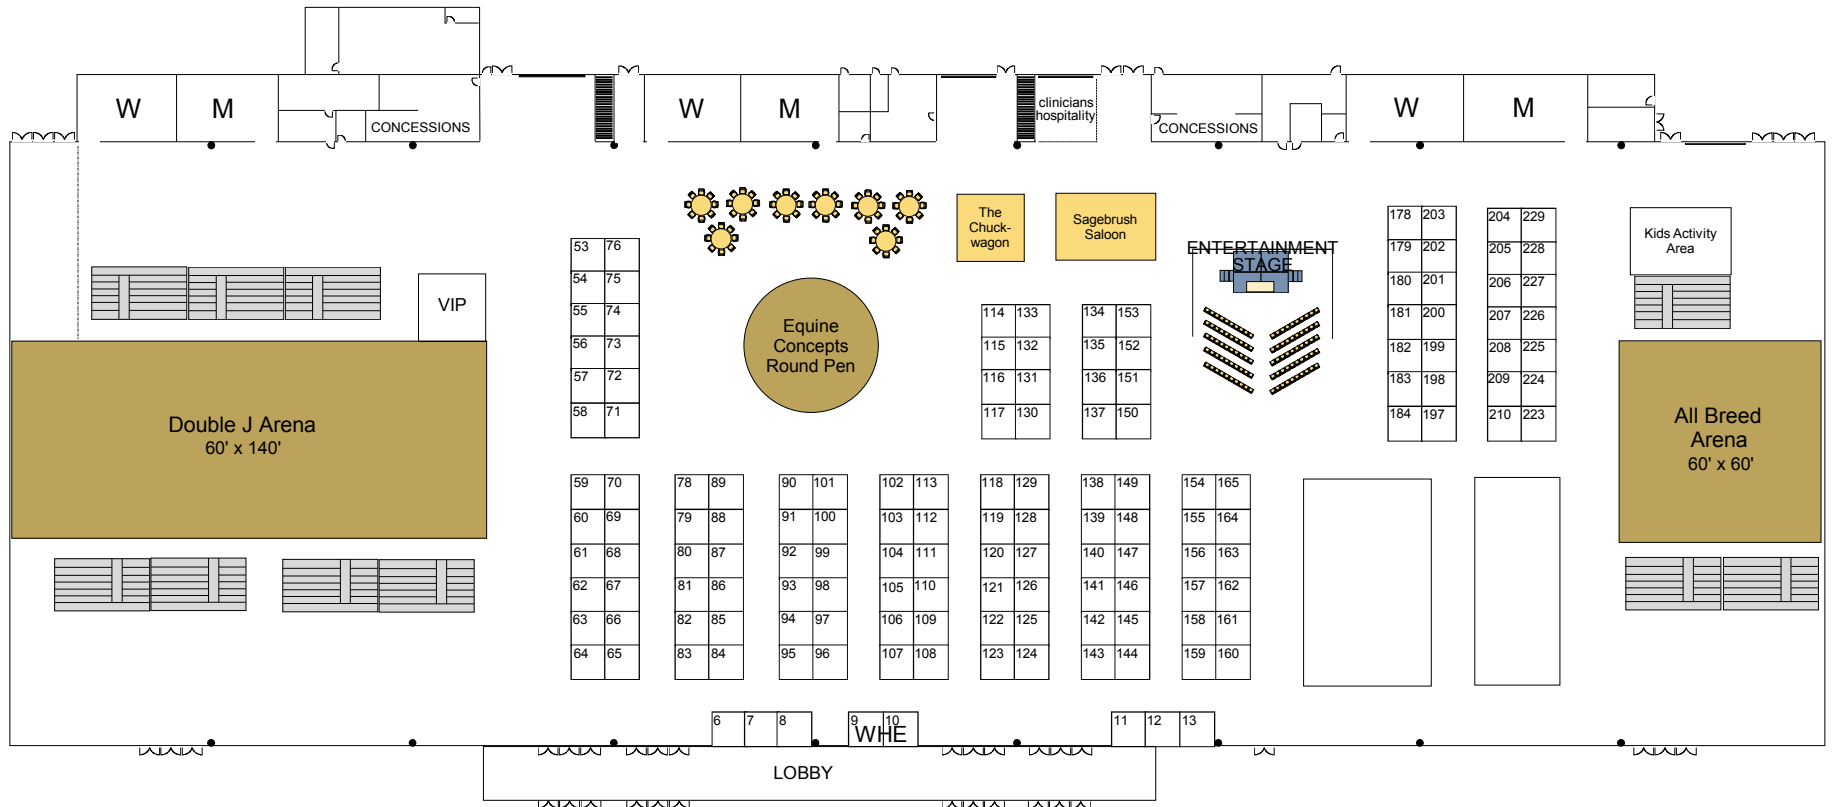 W
M
CONCESSIONS
W
M
clinicians
hospitality
CONCESSIONS
W
M
The
Chuck-
wagon
Sagebrush
Saloon
ENTERTAINMENT
STAGE
Kids Activity
Area
VIP
Equine
Concepts
Round Pen
Double J Arena
60' x 140'
All Breed
Arena
60' x 60'
53 76
54 75
55 74
56 73
57 72
58 71
114 133
115 132
116 131
117 130
134 153
135 152
136 151
137 150
178 203
179 202
180 201
181 200
182 199
183 198
184 197
204 229
205 228
206 227
207 226
208 225
209 224
210 223
59 70
60 69
61 68
62 67
63 66
64 65
78 89
79 88
80 87
81 86
82 85
83 84
90 101
91 100
92 99
93 98
94 97
95 96
102 113
103 112
104 111
105 110
106 109
107 108
118 129
119 128
120 127
121 126
122 125
123 124
138 149
139 148
140 147
141 146
142 145
143 144
154 165
155 164
156 163
157 162
158 161
159 160
6 7 8
9 10
WHE
11 12 13
LOBBY